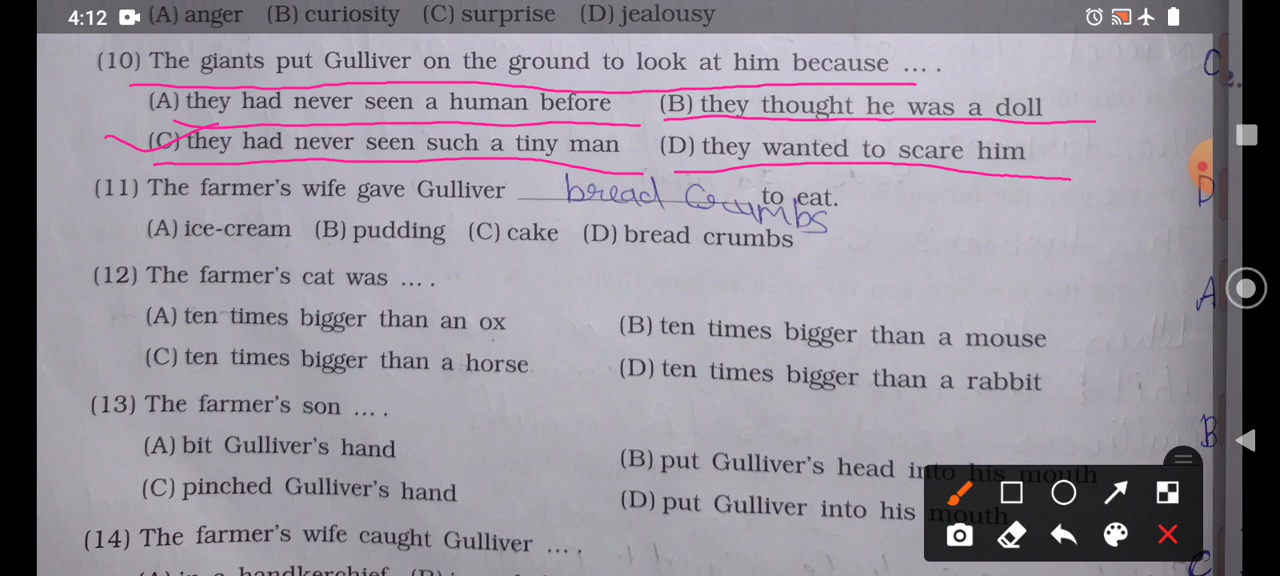 4:12
(A) anger (B) curiosity (C) surprise (D) jealousy
(10) The giants put Gulliver on the ground to look at him because ... .
(A) they had never seen a human before (B) they thought he was a doll
(C) they had never seen such a tiny man (D) they wanted to scare him
(11) The farmer's wife gave Gulliver bread Crumbs to eat.
(A) ice-cream (B) pudding (C) cake (D) bread crumbs
(12) The farmer's cat was ... .
(A) ten times bigger than an ox (B) ten times bigger than a mouse
(C) ten times bigger than a horse (D) ten times bigger than a rabbit
(13) The farmer's son ... .
(A) bit Gulliver's hand (B) put Gulliver's head into his mouth
(C) pinched Gulliver's hand (D) put Gulliver into his mouth
(14) The farmer's wife caught Gulliver ... .
handkerchief
C
D
A
B
C